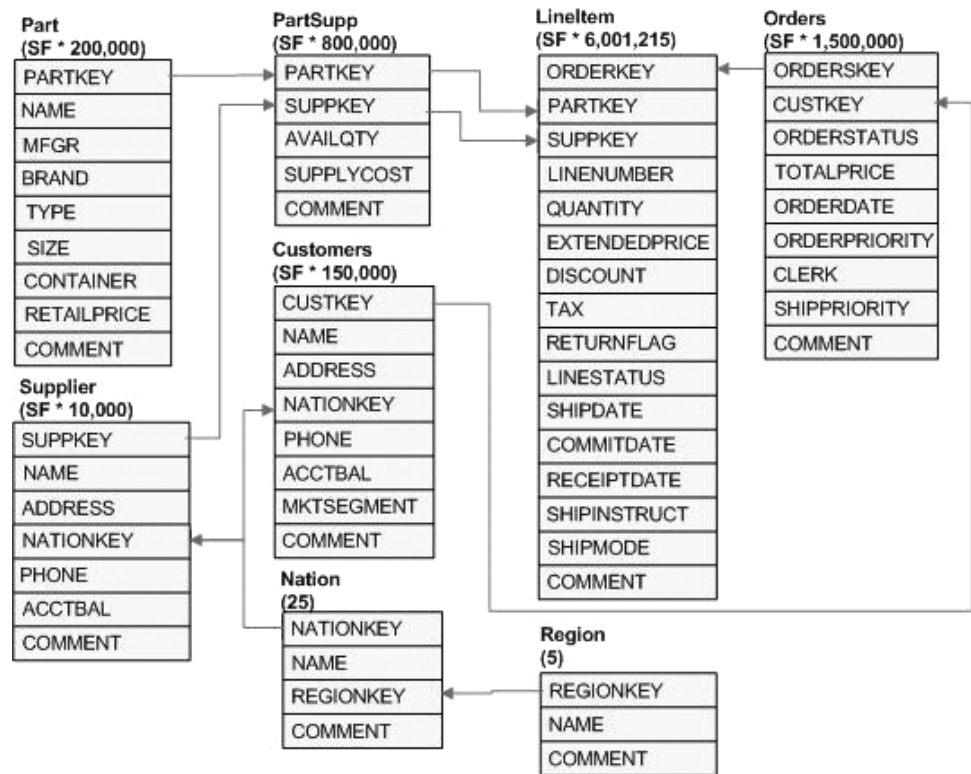 Part
(SF * 200,000)
PARTKEY
NAME
MFGR
BRAND
TYPE
SIZE
CONTAINER
RETAILPRICE
COMMENT
Supplier
(SF * 10,000)
SUPPKEY
NAME
ADDRESS
NATIONKEY
PHONE
ACCTBAL
COMMENT
PartSupp
(SF * 800,000)
PARTKEY
SUPPKEY
AVAILQTY
SUPPLYCOST
COMMENT
Customers
(SF * 150,000)
CUSTKEY
NAME
ADDRESS
NATIONKEY
PHONE
ACCTBAL
MKTSEGMENT
COMMENT
Nation
(25)
NATIONKEY
NAME
REGIONKEY
COMMENT
LineItem
(SF * 6,001,215)
ORDERKEY
PARTKEY
SUPPKEY
LINENUMBER
QUANTITY
EXTENDEDPRICE
DISCOUNT
TAX
RETURNFLAG
LINESTATUS
SHIPDATE
COMMITDATE
RECEIPTDATE
SHIPINSTRUCT
SHIPMODE
COMMENT
Region
(5)
REGIONKEY
NAME
COMMENT
Orders
(SF * 1,500,000)
ORDERSKEY
CUSTKEY
ORDERSTATUS
TOTALPRICE
ORDERDATE
ORDERPRIORITY
CLERK
SHIPPRIORITY
COMMENT